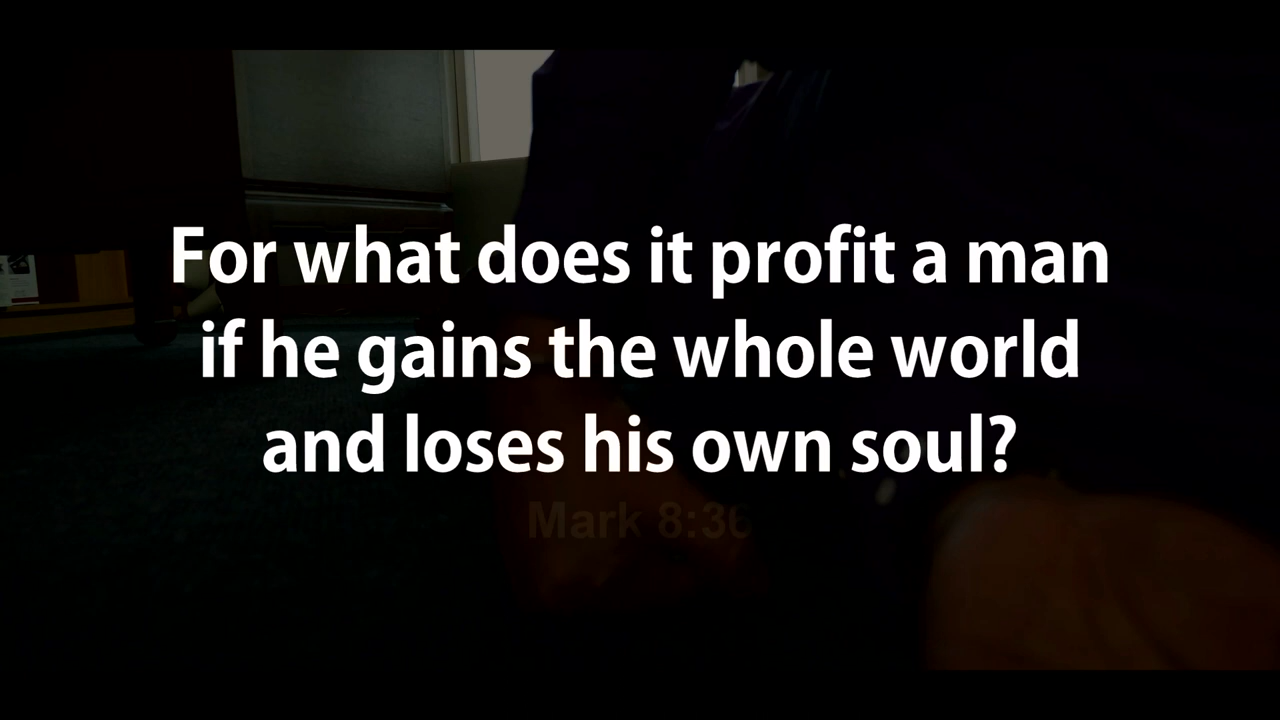 For what does it profit a man
if he gains the whole world
and loses his own soul?
Mark 8:36